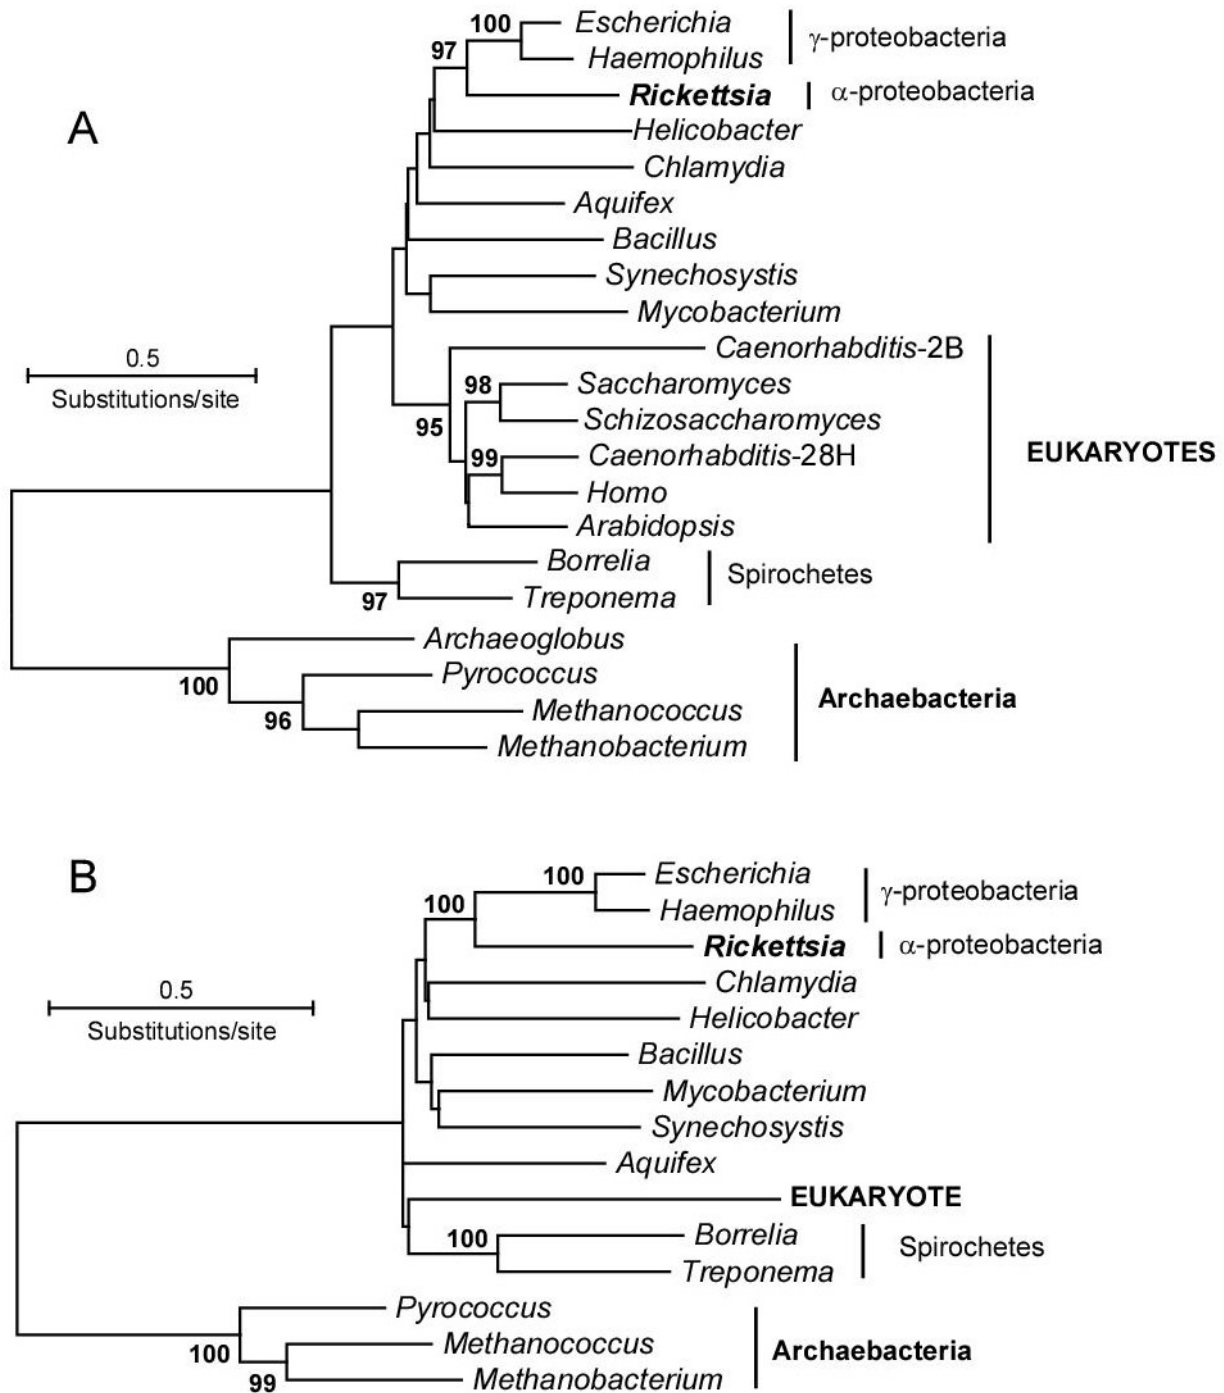 A
100
Escherichia
γ-proteobacteria
Haemophilus
97
Rickettsia
α-proteobacteria
Helicobacter
Chlamydia
Aquifex
Bacillus
Synechosystis
Mycobacterium
0.5
Substitutions/site
Caenorhabditis-2B
98
Saccharomyces
95
Schizosaccharomyces
99
Caenorhabditis-28H
EUKARYOTES
Homo
Arabidopsis
Borrelia
Spirochetes
97
Treponema
Archaeoglobus
100
Pyrococcus
Archaebacteria
96
Methanococcus
Methanobacterium
B
100
Escherichia
γ-proteobacteria
100
Haemophilus
Rickettsia
α-proteobacteria
0.5
Substitutions/site
Chlamydia
Helicobacter
Bacillus
Mycobacterium
Synechosystis
Aquifex
EUKARYOTE
100
Borrelia
Spirochetes
Treponema
Pyrococcus
100
Methanococcus
Archaebacteria
99
Methanobacterium